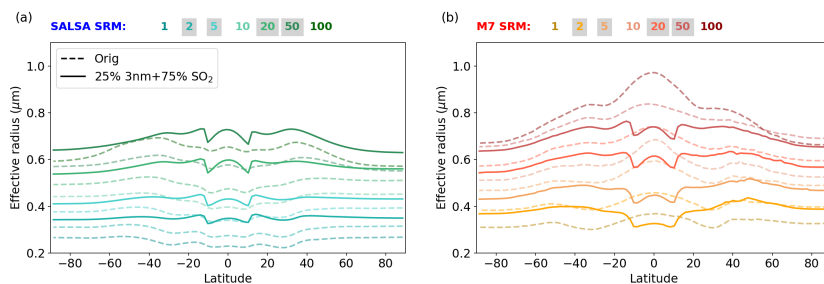 (a) SALSA SRM: 1 2 5 10 20 50 100
Orig
25% 3nm+75% SO₂
Effective radius (μm)
1.0
0.8
0.6
0.4
0.2
−80 −60 −40 −20 0 20 40 60 80
Latitude
(b) M7 SRM: 1 2 5 10 20 50 100
Effective radius (μm)
1.0
0.8
0.6
0.4
0.2
−80 −60 −40 −20 0 20 40 60 80
Latitude